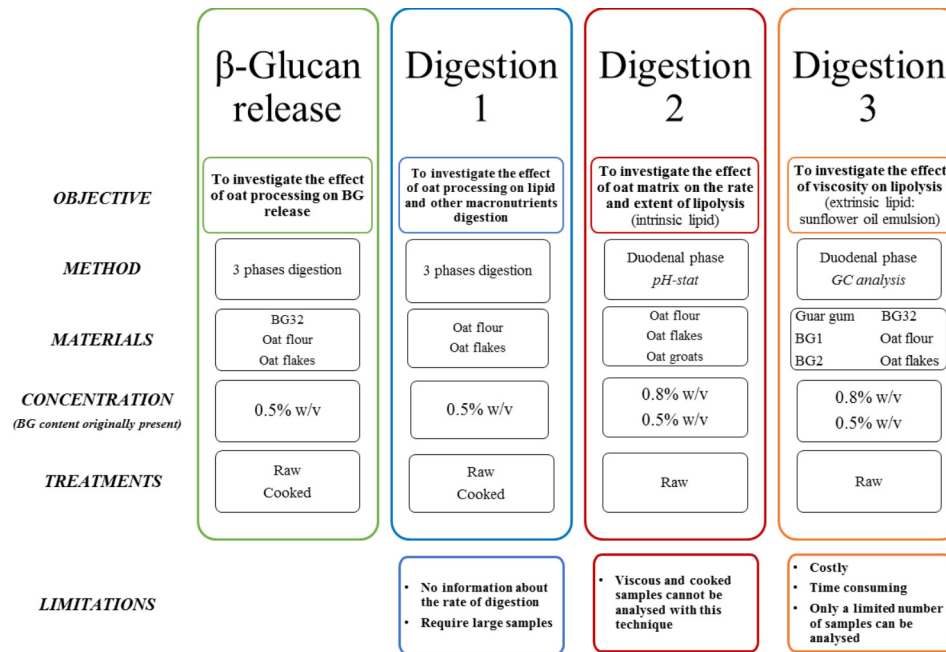 β-Glucan
release
Digestion
1
Digestion
2
Digestion
3
OBJECTIVE
To investigate the effect
of oat processing on BG
release
To investigate the effect
of oat processing on lipid
and other macronutrients
digestion
To investigate the effect
of oat matrix on the rate
and extent of lipolysis
(intrinsic lipid)
To investigate the effect
of viscosity on lipolysis
(extrinsic lipid:
sunflower oil emulsion)
METHOD
3 phases digestion
3 phases digestion
Duodenal phase
pH-stat
Duodenal phase
GC analysis
MATERIALS
BG32
Oat flour
Oat flakes
Oat flour
Oat flakes
Oat flour
Oat flakes
Oat groats
Guar gum BG32
BG1 Oat flour
BG2 Oat flakes
CONCENTRATION
(BG content originally present)
0.5% w/v
0.5% w/v
0.8% w/v
0.5% w/v
0.8% w/v
0.5% w/v
TREATMENTS
Raw
Cooked
Raw
Cooked
Raw
Raw
LIMITATIONS
• No information about
the rate of digestion
• Require large samples
• Viscous and cooked
samples cannot be
analysed with this
technique
• Costly
• Time consuming
• Only a limited number
of samples can be
analysed